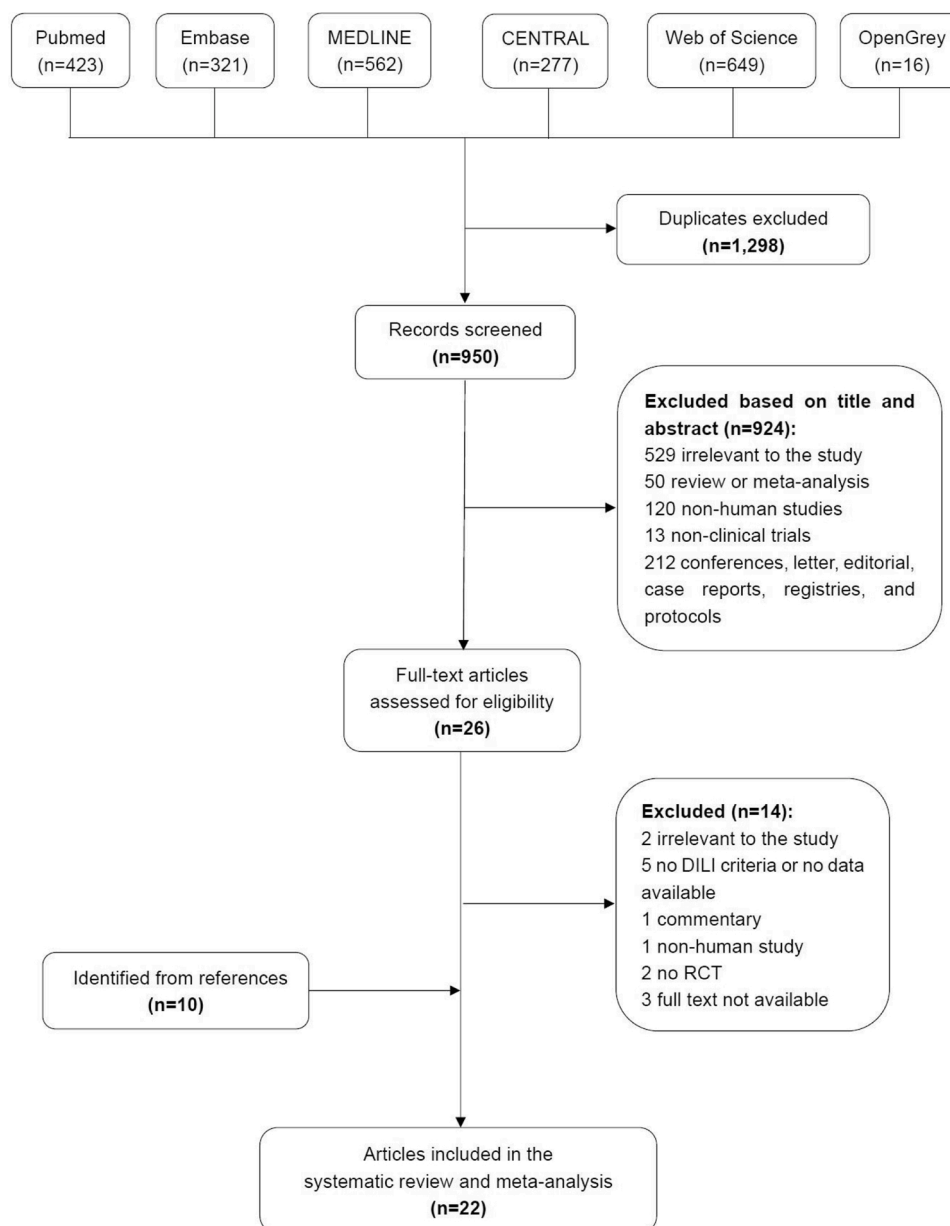 Pubmed
(n=423)
Embase
(n=321)
MEDLINE
(n=562)
CENTRAL
(n=277)
Web of Science
(n=649)
OpenGrey
(n=16)
Duplicates excluded
(n=1,298)
Records screened
(n=950)
Excluded based on title and
abstract (n=924):
529 irrelevant to the study
50 review or meta-analysis
120 non-human studies
13 non-clinical trials
212 conferences, letter, editorial,
case reports, registries, and
protocols
Full-text articles
assessed for eligibility
(n=26)
Excluded (n=14):
2 irrelevant to the study
5 no DILI criteria or no data
available
1 commentary
1 non-human study
2 no RCT
3 full text not available
Identified from references
(n=10)
Articles included in the
systematic review and meta-analysis
(n=22)